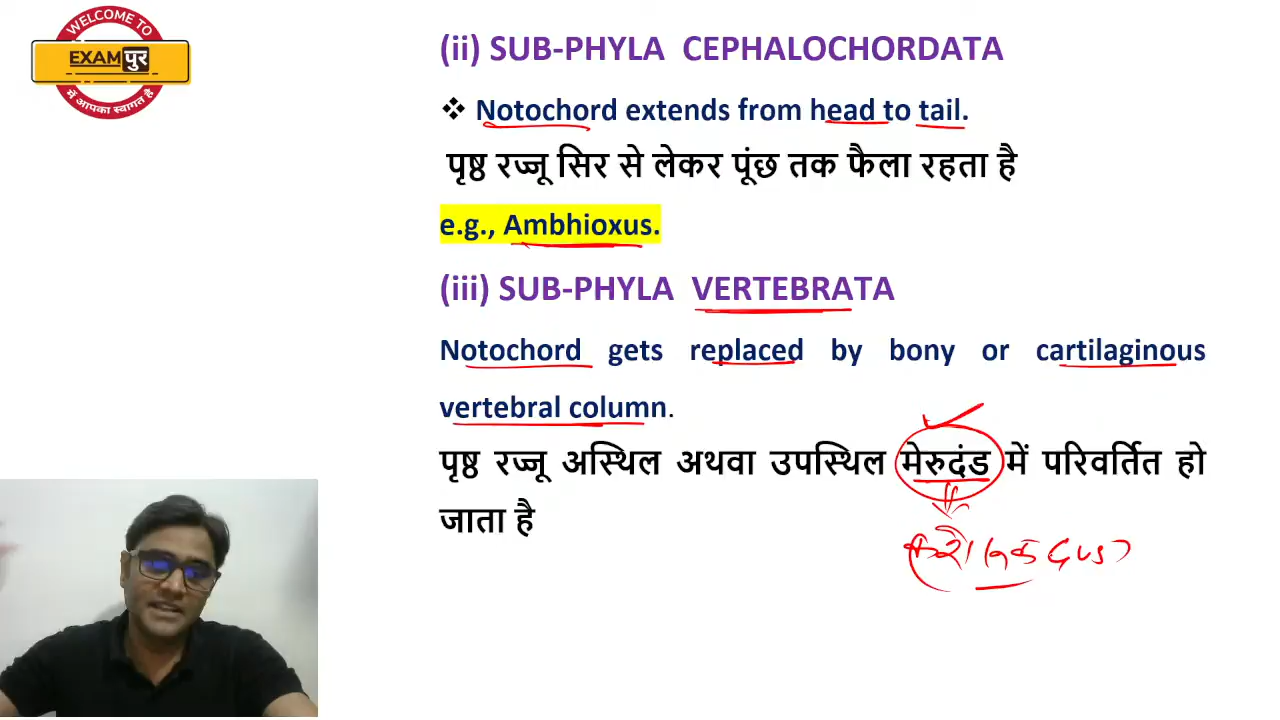 WELCOME TO
EXAMपुर
में आपका स्वागत है
(ii) SUB-PHYLA CEPHALOCHORDATA
❖ Notochord extends from head to tail.
पृष्ठ रज्जू सिर से लेकर पूंछ तक फैला रहता है
e.g., Ambhioxus.
(iii) SUB-PHYLA VERTEBRATA
Notochord gets replaced by bony or cartilaginous
vertebral column.
पृष्ठ रज्जू अस्थिल अथवा उपस्थिल मेरुदंड में परिवर्तित हो
जाता है